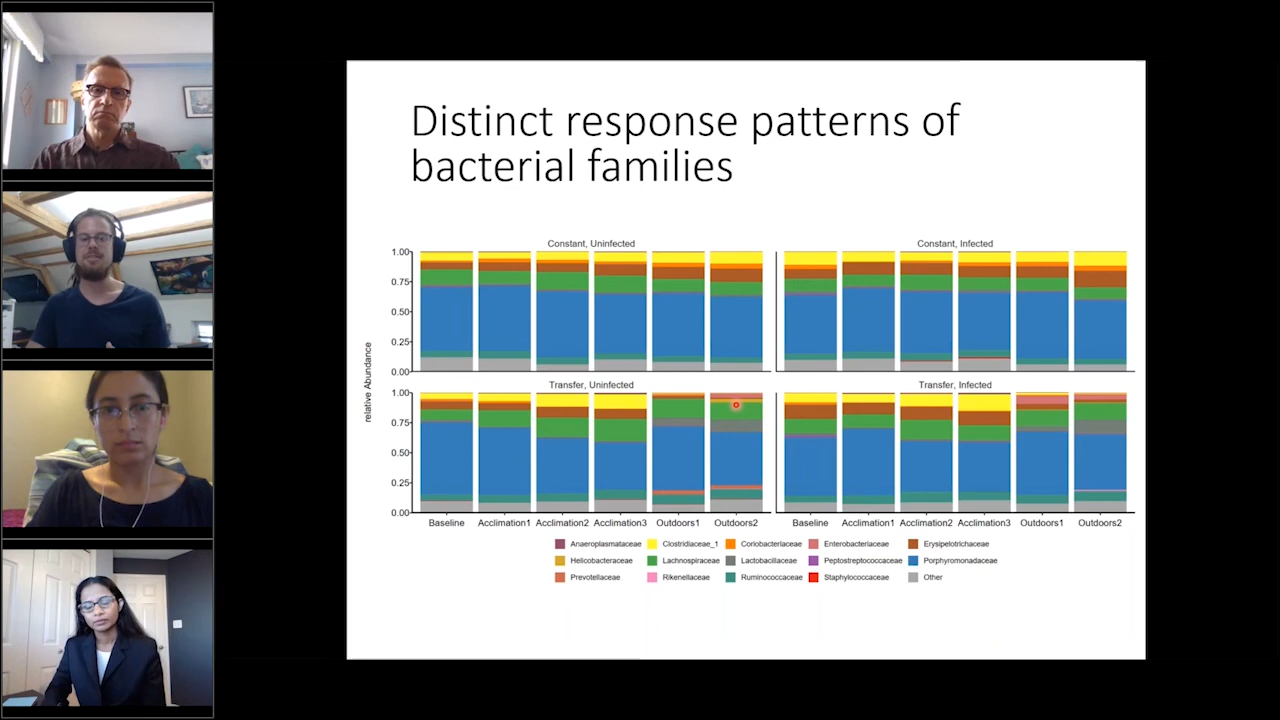 Distinct response patterns of
bacterial families
Constant, Uninfected
Constant, Infected
1.00
0.75
0.50
0.25
0.00
relative Abundance
Transfer, Uninfected
Transfer, Infected
1.00
0.75
0.50
0.25
0.00
Baseline Acclimation1 Acclimation2 Acclimation3 Outdoors1 Outdoors2 Baseline Acclimation1 Acclimation2 Acclimation3 Outdoors1 Outdoors2
Anaeroplasmataceae Clostridiaceae_1 Coriobacteriaceae Enterobacteriaceae Erysipelotrichaceae
Helicobacteraceae Lachnospiraceae Lactobacillaceae Peptostreptococcaceae Porphyromonadaceae
Prevotellaceae Rikenellaceae Ruminococcaceae Staphylococcaceae Other